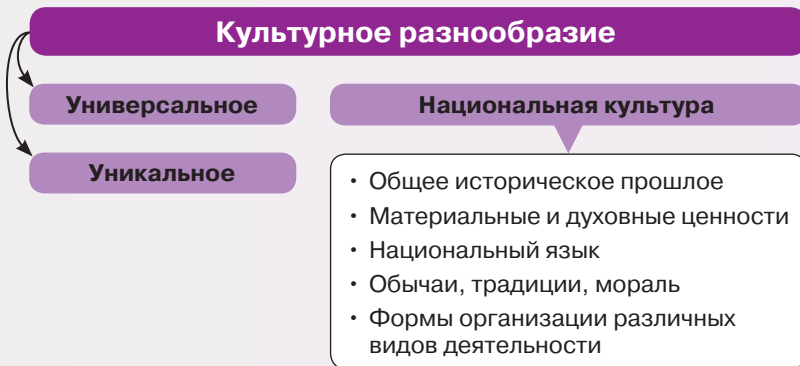 Культурное разнообразие
Универсальное
Уникальное
Национальная культура
• Общее историческое прошлое
• Материальные и духовные ценности
• Национальный язык
• Обычаи, традиции, мораль
• Формы организации различных
видов деятельности